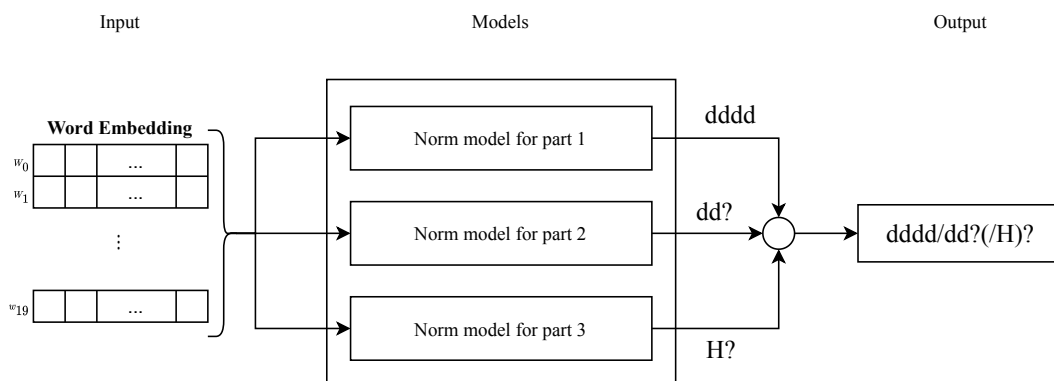 Input
Models
Output
Word Embedding
w0
...
w1
...
⋮
w19
...
Norm model for part 1
Norm model for part 2
Norm model for part 3
dddd
dd?
H?
dddd/dd?(/H)?